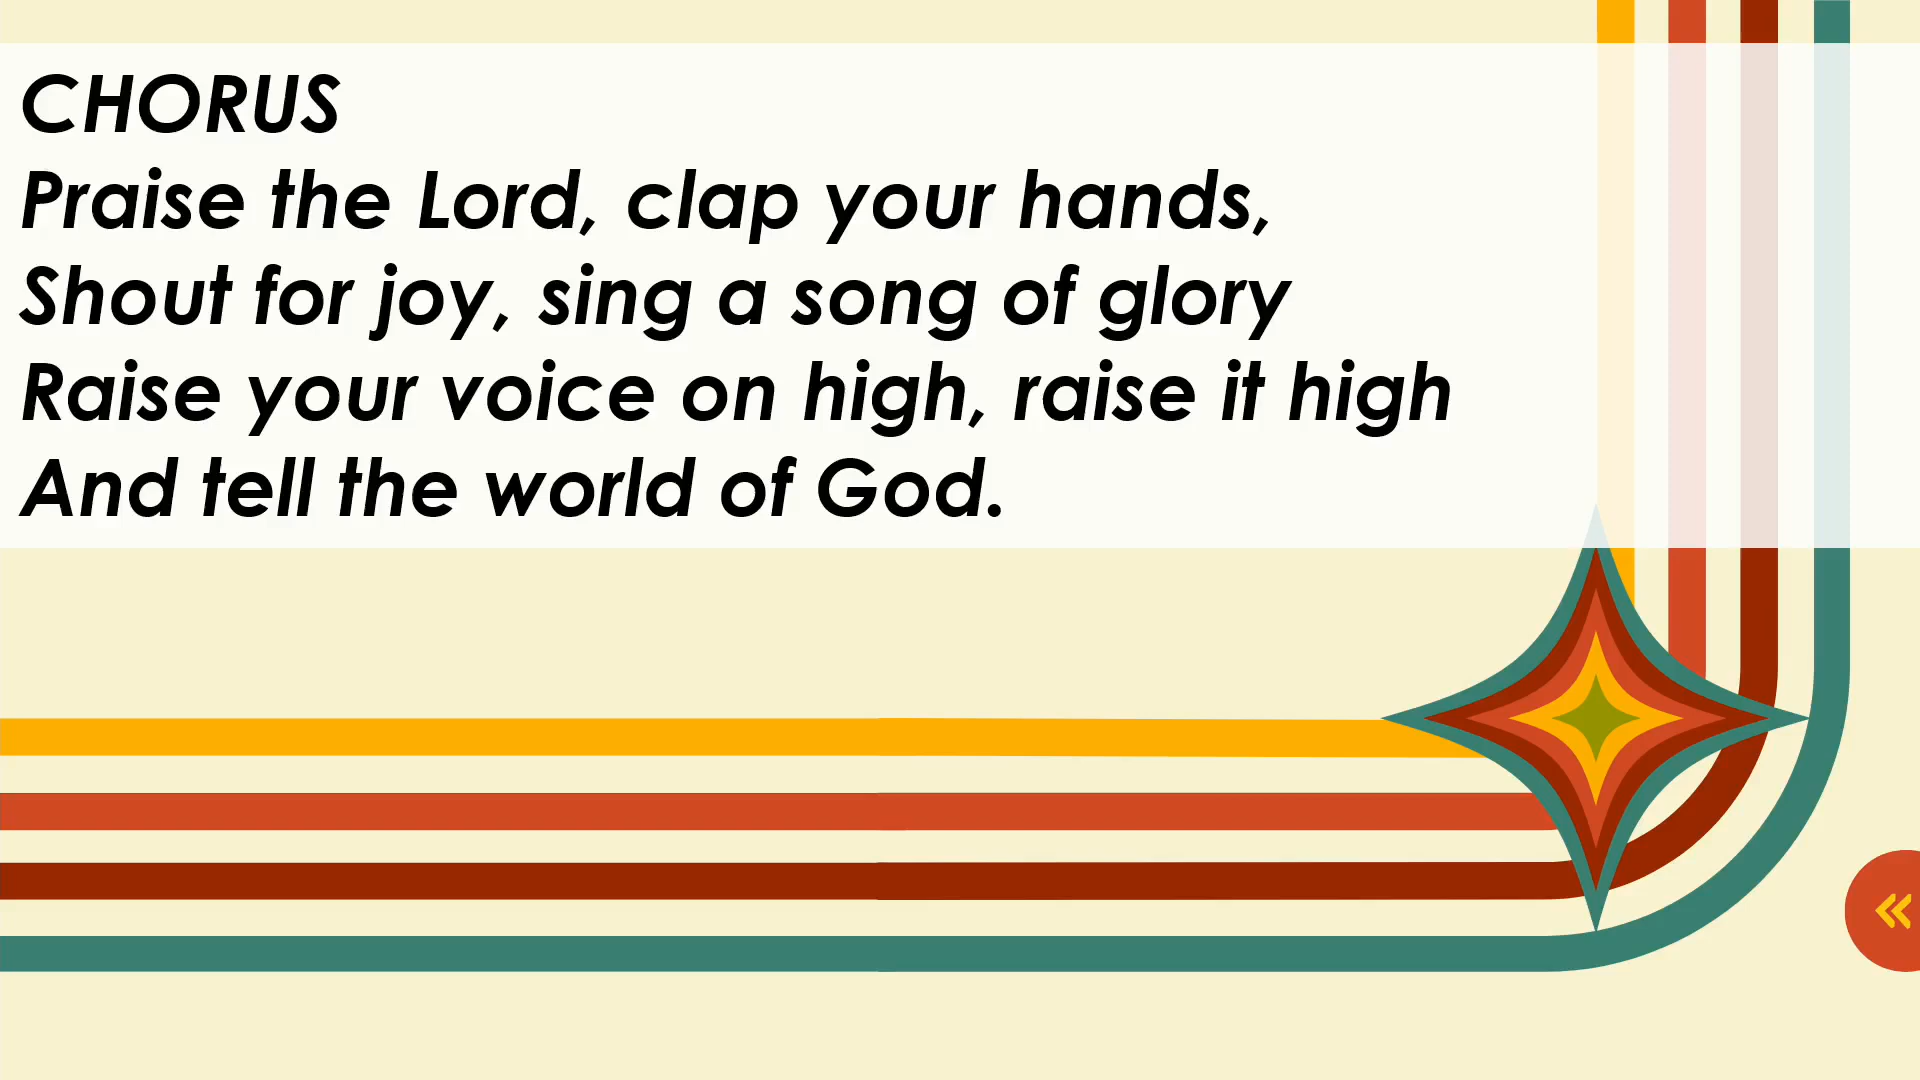 CHORUS
Praise the Lord, clap your hands,
Shout for joy, sing a song of glory
Raise your voice on high, raise it high
And tell the world of God.